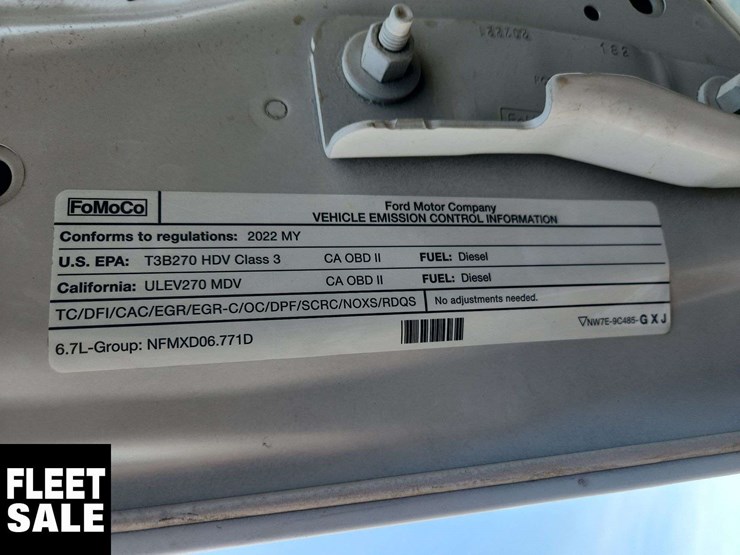 182
FoMoCo
Ford Motor Company
VEHICLE EMISSION CONTROL INFORMATION
Conforms to regulations: 2022 MY
U.S. EPA: T3B270 HDV Class 3 CA OBD II FUEL: Diesel
California: ULEV270 MDV CA OBD II FUEL: Diesel
TC/DFI/CAC/EGR/EGR-C/OC/DPF/SCRC/NOXS/RDQS No adjustments needed.
6.7L-Group: NFMXD06.771D
NW7E-9C485-GXJ
FLEET
SALE